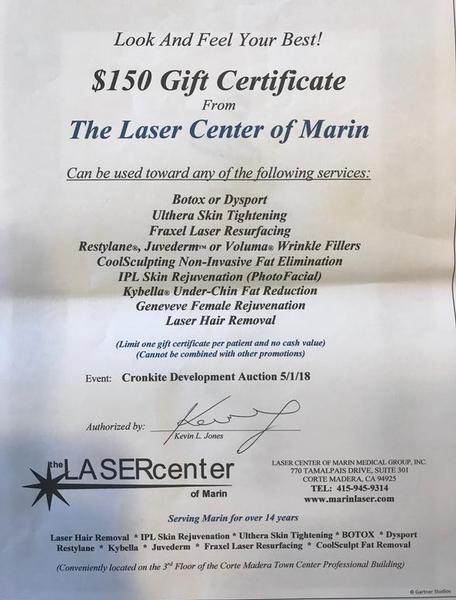 Look And Feel Your Best!
$150 Gift Certificate
From
The Laser Center of Marin
Can be used toward any of the following services:
Botox or Dysport
Ulthera Skin Tightening
Fraxel Laser Resurfacing
Restylane®, Juvederm™ or Voluma® Wrinkle Fillers
CoolSculpting Non-Invasive Fat Elimination
IPL Skin Rejuvenation (PhotoFacial)
Kybella® Under-Chin Fat Reduction
Geneveve Female Rejuvenation
Laser Hair Removal
(Limit one gift certificate per patient and no cash value)
(Cannot be combined with other promotions)
Event: Cronkite Development Auction 5/1/18
Authorized by:
Kevin L. Jones
the LASERcenter
of Marin
LASER CENTER OF MARIN MEDICAL GROUP, INC.
770 TAMALPAIS DRIVE, SUITE 301
CORTE MADERA, CA 94925
TEL: 415-945-9314
www.marinlaser.com
Serving Marin for over 14 years
Laser Hair Removal * IPL Skin Rejuvenation * Ulthera Skin Tightening * BOTOX * Dysport
Restylane * Kybella * Juvederm * Fraxel Laser Resurfacing * CoolSculpt Fat Removal
(Conveniently located on the 3rd Floor of the Corte Madera Town Center Professional Building)
© Gartner Studios